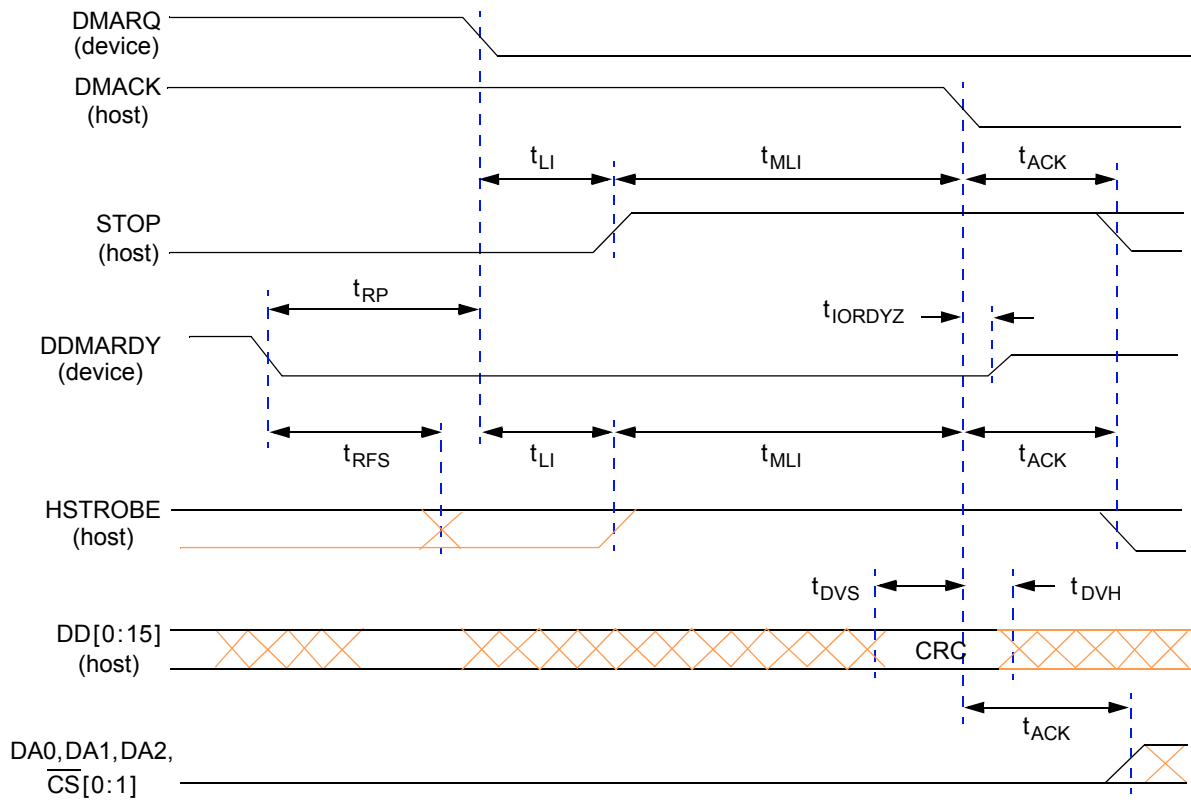 DMARQ
(device)
DMACK
(host)
tLI
tMLI
tACK
STOP
(host)
tRP
tIORDYZ
DDMARDY
(device)
tRFS
tLI
tMLI
tACK
HSTROBE
(host)
tDVS
tDVH
DD[0:15]
(host)
CRC
tACK
DA0,DA1,DA2,
CS[0:1]